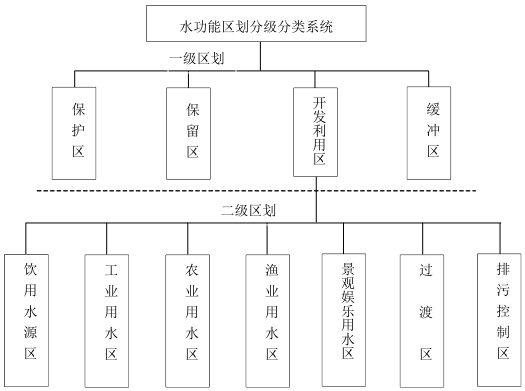 水功能区划分级分类系统
一级区划
保护区
保留区
开发利用区
缓冲区
二级区划
饮用水源区
工业用水区
农业用水区
渔业用水区
景观娱乐用水区
过渡区
排污控制区